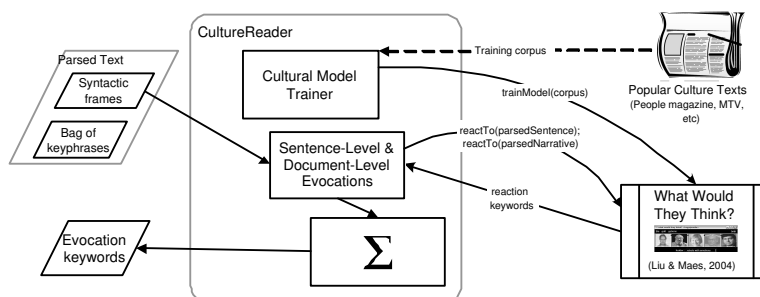 CultureReader
Parsed Text
Syntactic
frames
Bag of
keyphrases
Cultural Model
Trainer
Training corpus
trainModel(corpus)
Popular Culture Texts
(People magazine, MTV,
etc)
Sentence-Level &
Document-Level
Evocations
reactTo(parsedSentence);
reactTo(parsedNarrative)
reaction
keywords
What Would
They Think?
(Liu & Maes, 2004)
Evocation
keywords
Σ